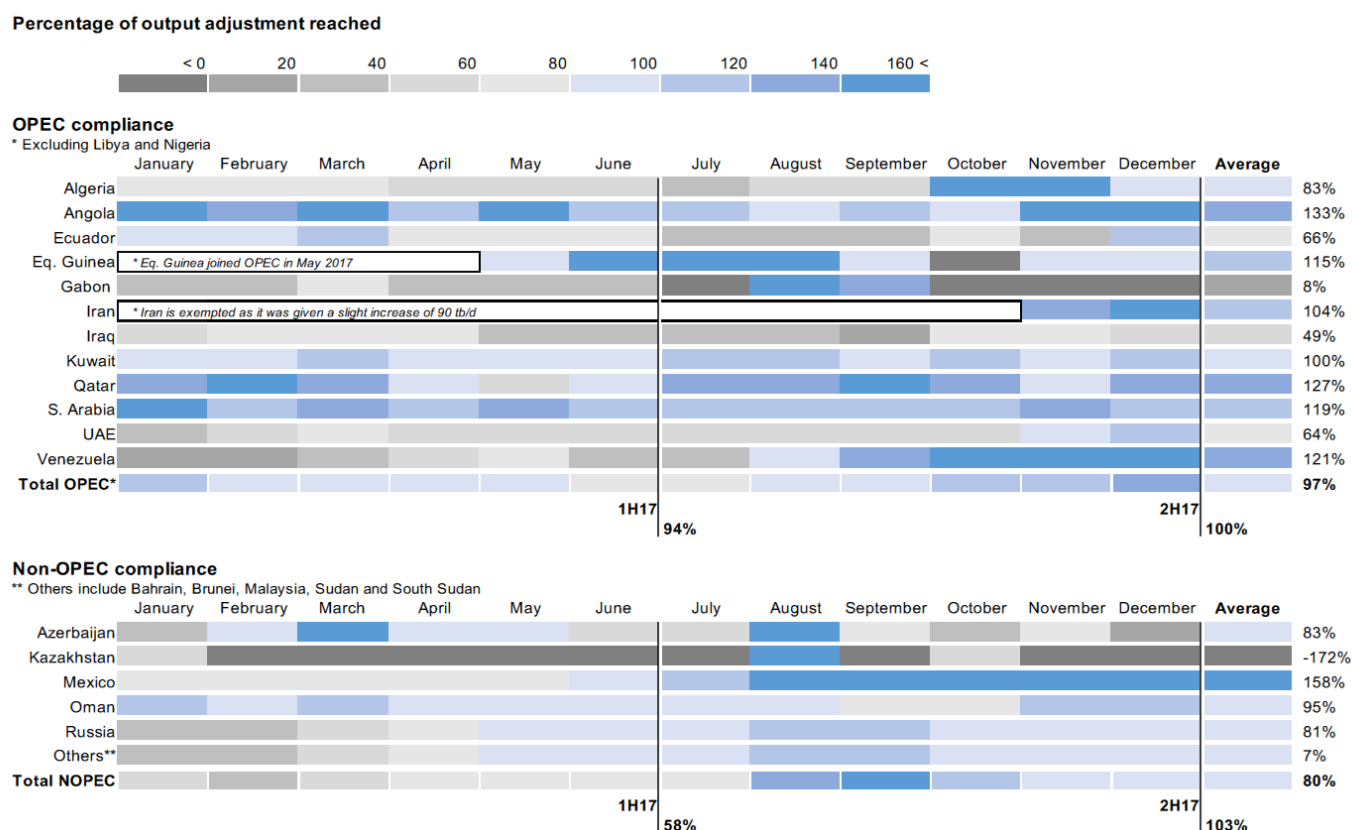 Percentage of output adjustment reached
< 0 20 40 60 80 100 120 140 160 <
OPEC compliance
* Excluding Libya and Nigeria
January February March April May June July August September October November December Average
Algeria 83%
Angola 133%
Ecuador 66%
Eq. Guinea * Eq. Guinea joined OPEC in May 2017 115%
Gabon 8%
Iran * Iran is exempted as it was given a slight increase of 90 tb/d 104%
Iraq 49%
Kuwait 100%
Qatar 127%
S. Arabia 119%
UAE 64%
Venezuela 121%
Total OPEC* 97%
1H17 2H17
94% 100%
Non-OPEC compliance
** Others include Bahrain, Brunei, Malaysia, Sudan and South Sudan
January February March April May June July August September October November December Average
Azerbaijan 83%
Kazakhstan -172%
Mexico 158%
Oman 95%
Russia 81%
Others** 7%
Total NOPEC 80%
1H17 2H17
58% 103%